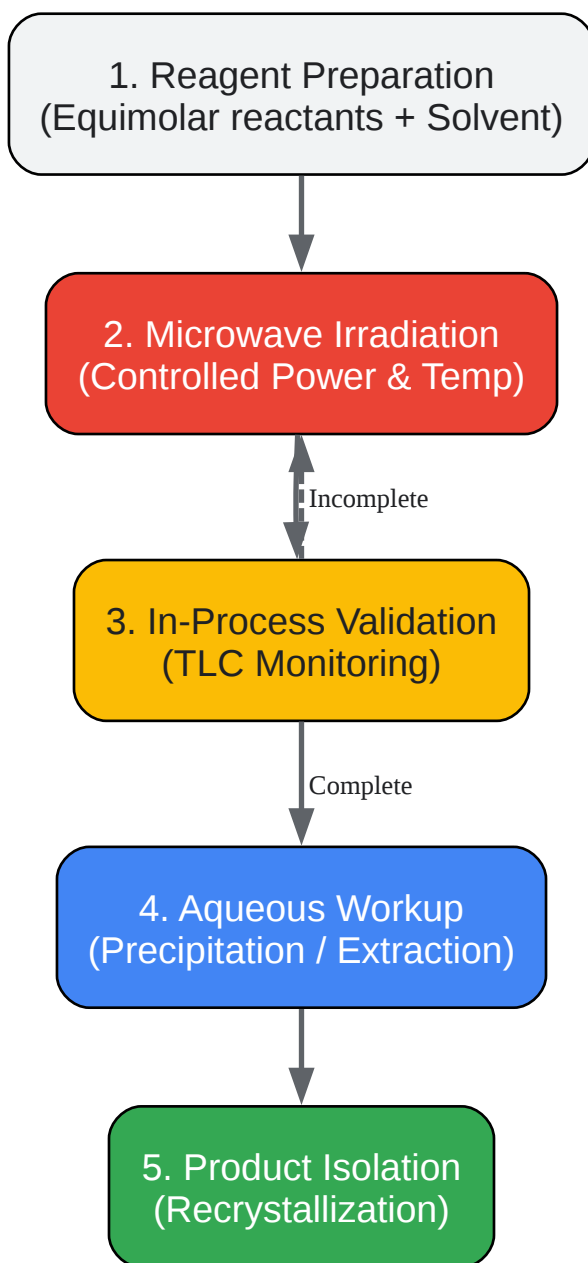 1. Reagent Preparation
(Equimolar reactants + Solvent)
2. Microwave Irradiation
(Controlled Power & Temp)
Incomplete
3. In-Process Validation
(TLC Monitoring)
Complete
4. Aqueous Workup
(Precipitation / Extraction)
5. Product Isolation
(Recrystallization)